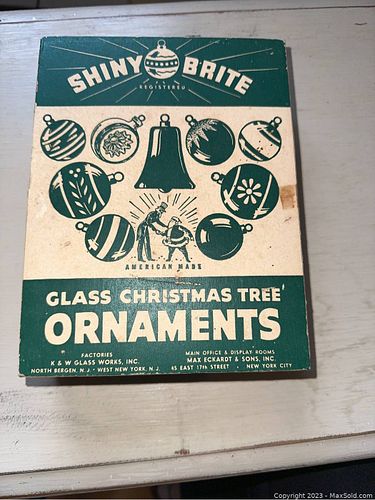 SHINY BRITE
REGISTERED
AMERICAN MADE
GLASS CHRISTMAS TREE
ORNAMENTS
FACTORIES
K & W GLASS WORKS, INC.
NORTH BERGEN, N.J. • WEST NEW YORK, N.J.
MAIN OFFICE & DISPLAY ROOMS
MAX ECKARDT & SONS, INC.
45 EAST 17th STREET • NEW YORK CITY
Copyright 2023 - MaxSold.com